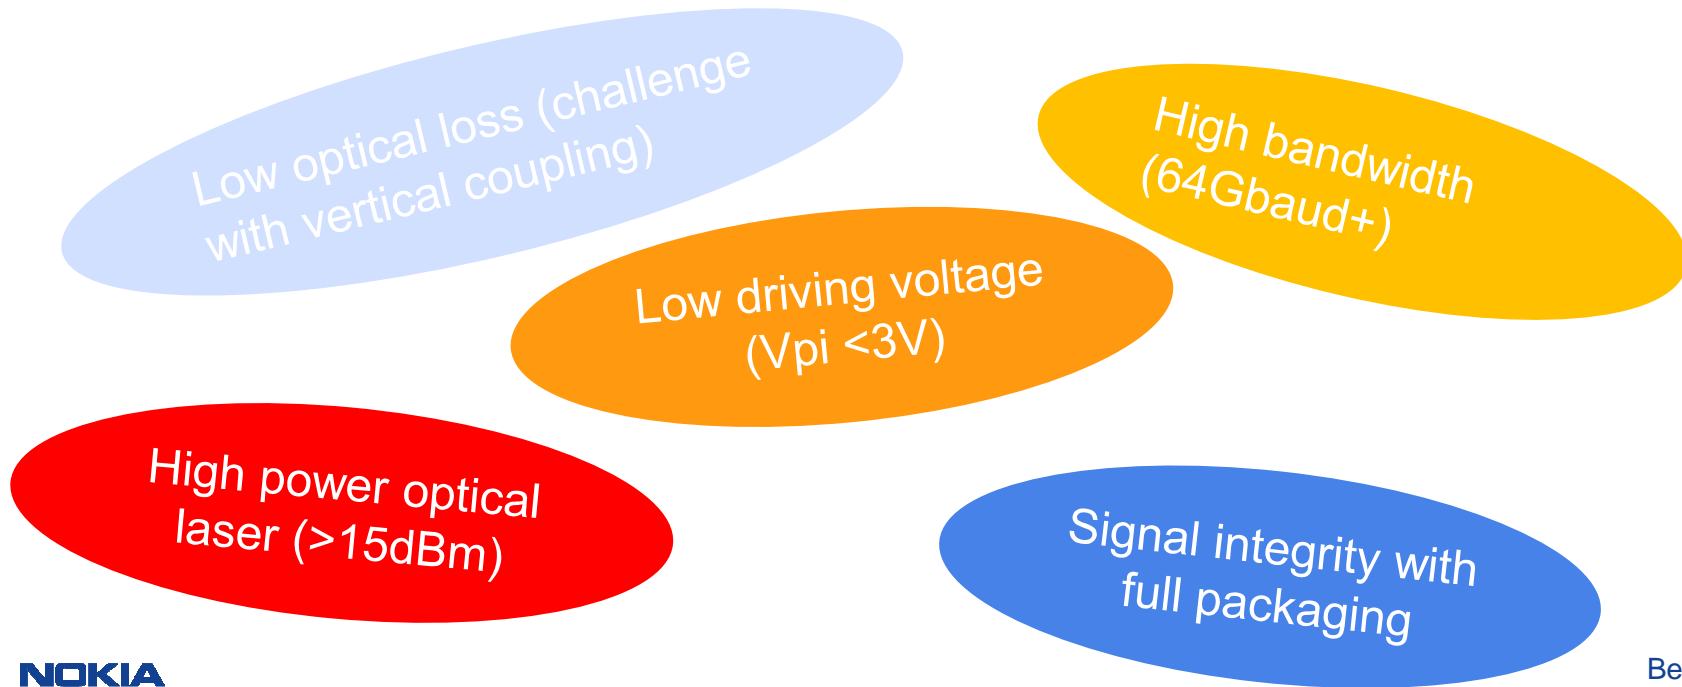 Low optical loss (challenge
with vertical coupling)
High bandwidth
(64Gbaud+)
Low driving voltage
(Vpi <3V)
High power optical
laser (>15dBm)
Signal integrity with
full packaging
NOKIA
Be